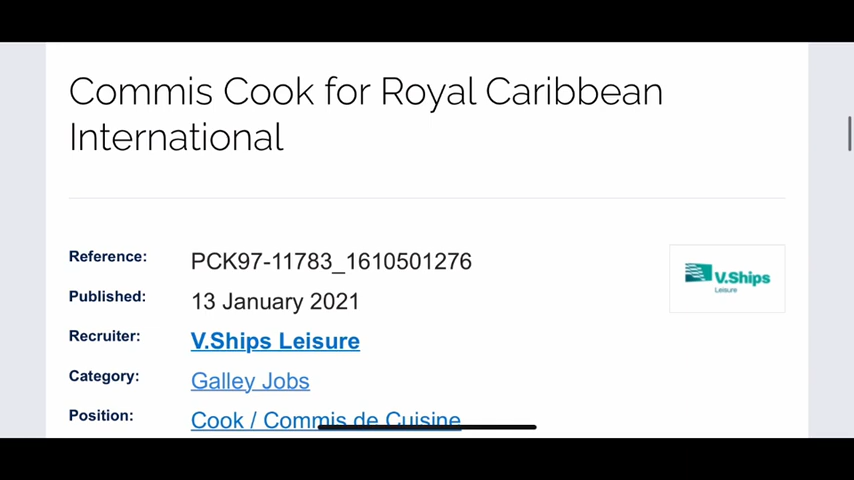 Commis Cook for Royal Caribbean
International
Reference: PCK97-11783_1610501276
V.Ships
Leisure
Published: 13 January 2021
Recruiter: V.Ships Leisure
Category: Galley Jobs
Position: Cook / Commis de Cuisine